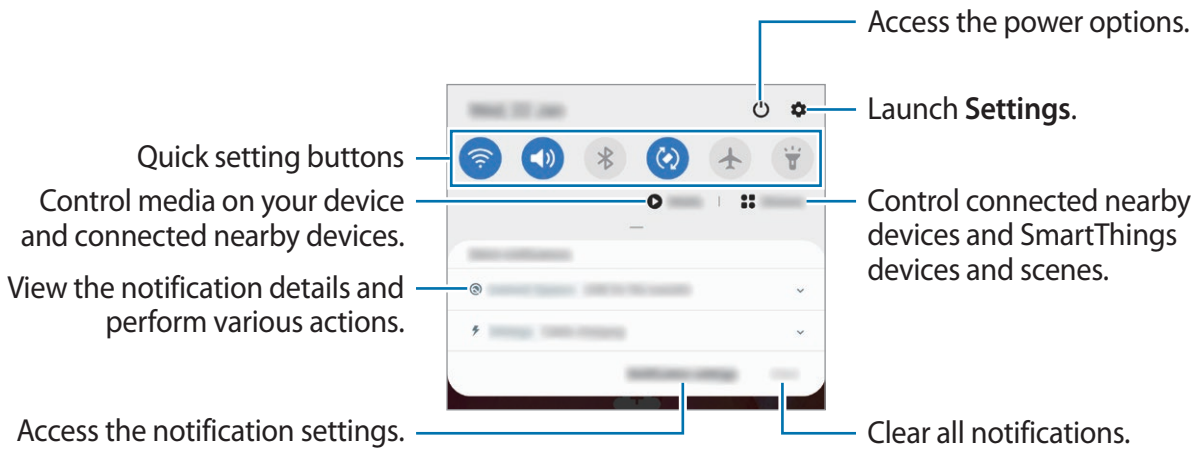 Access the power options.
Launch Settings.
Quick setting buttons
Control media on your device
and connected nearby devices.
Control connected nearby
devices and SmartThings
devices and scenes.
View the notification details and
perform various actions.
Access the notification settings.
Clear all notifications.